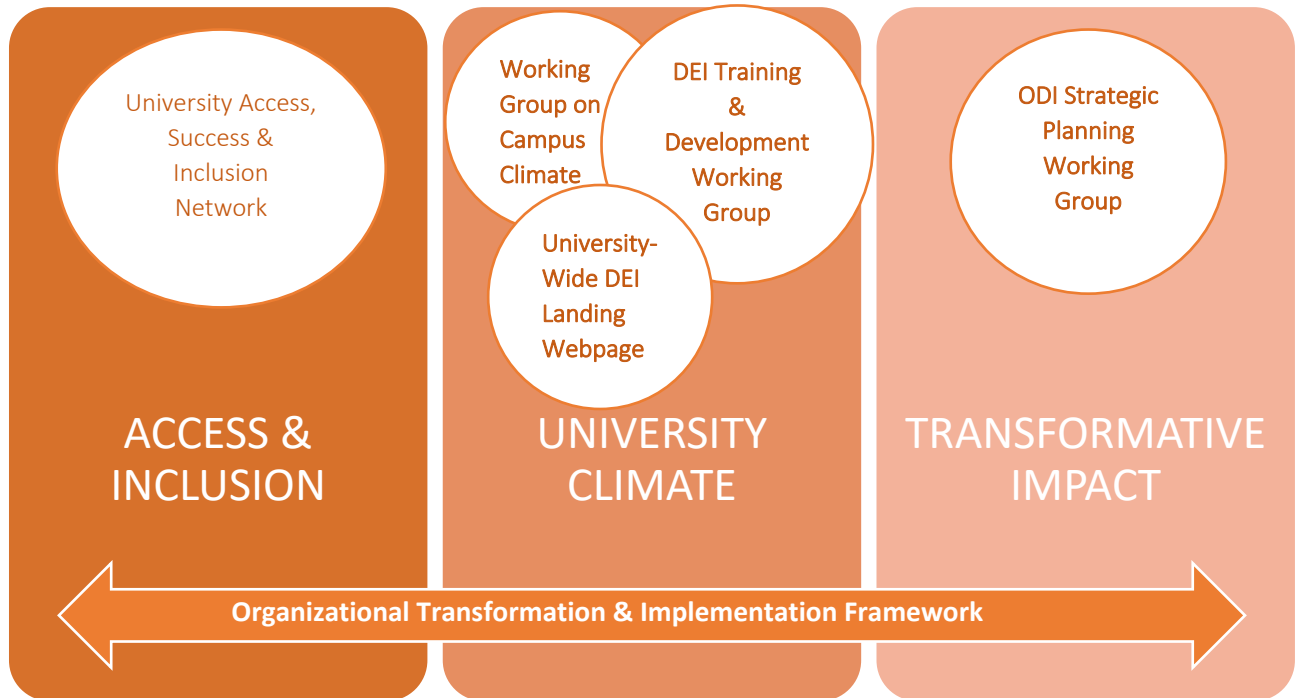 University Access,
Success &
Inclusion
Network
Working
Group on
Campus
Climate
DEI Training
&
Development
Working
Group
University-
Wide DEI
Landing
Webpage
ODI Strategic
Planning
Working
Group
ACCESS &
INCLUSION
UNIVERSITY
CLIMATE
TRANSFORMATIVE
IMPACT
Organizational Transformation & Implementation Framework